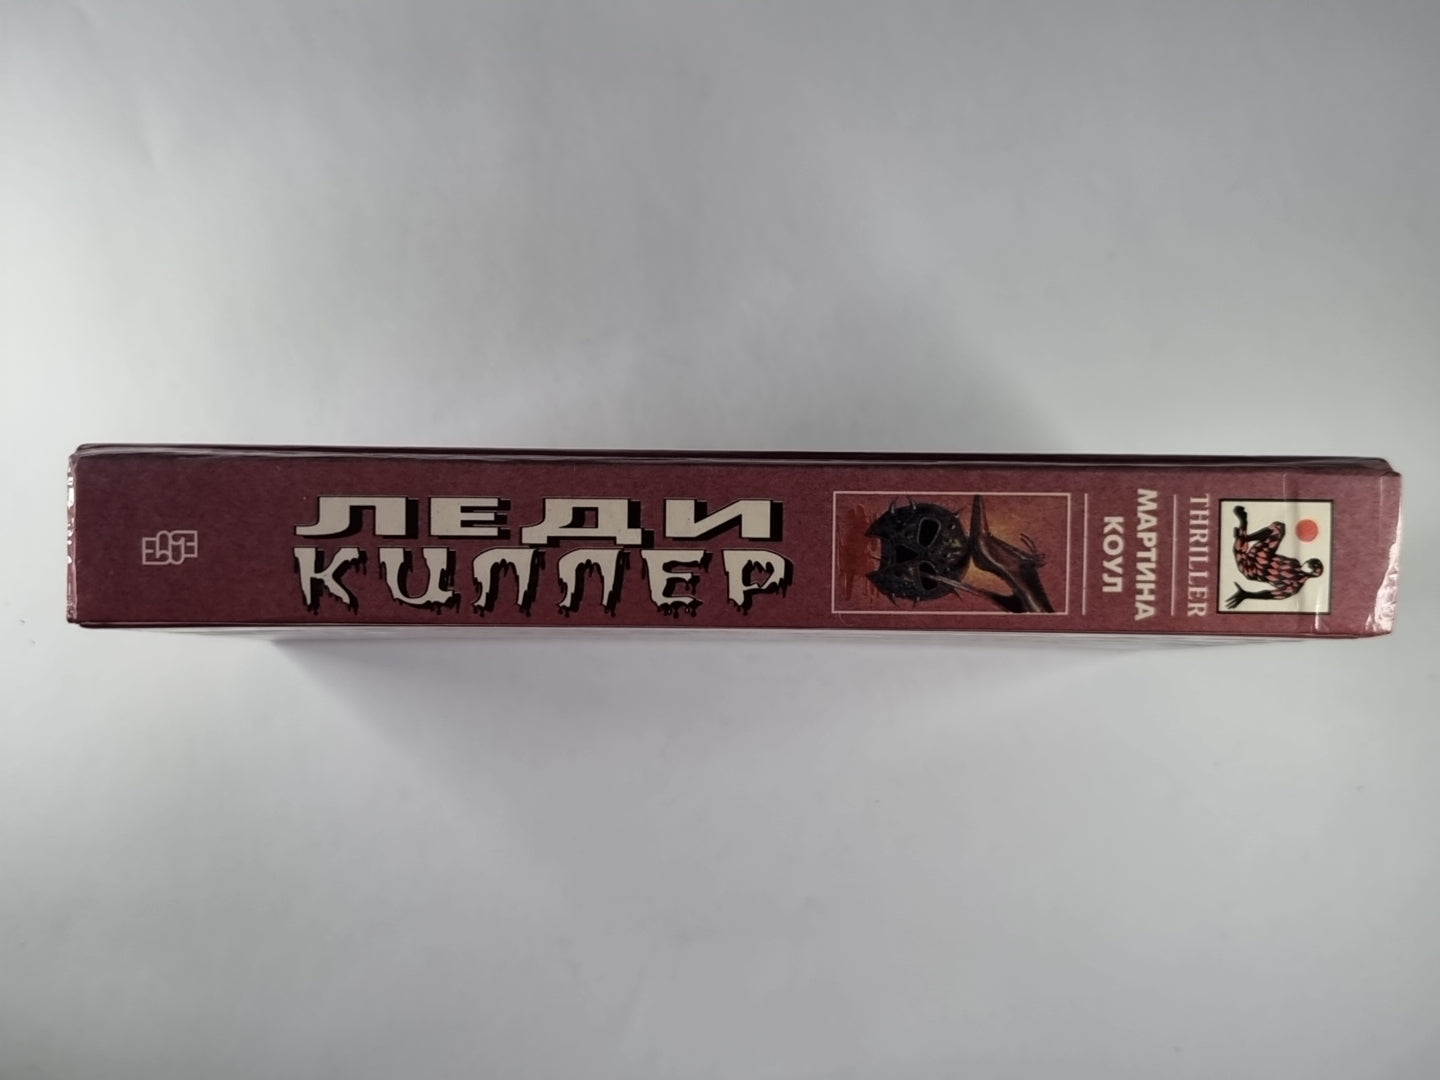 THRILLER
МАРТИНА
КОУЛ
ЛЕДИ
КИЛЛЕР